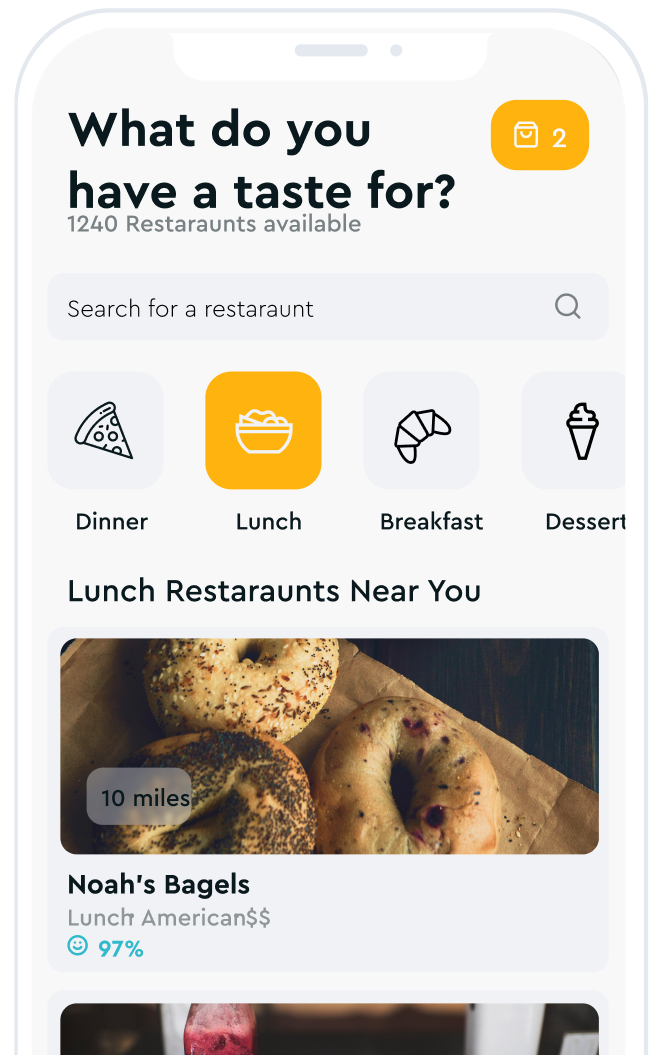 What do you
have a taste for?
2
1240 Restaraunts available
Search for a restaraunt
Dinner
Lunch
Breakfast
Dessert
Lunch Restaraunts Near You
10 miles
Noah's Bagels
Lunch American$$
97%